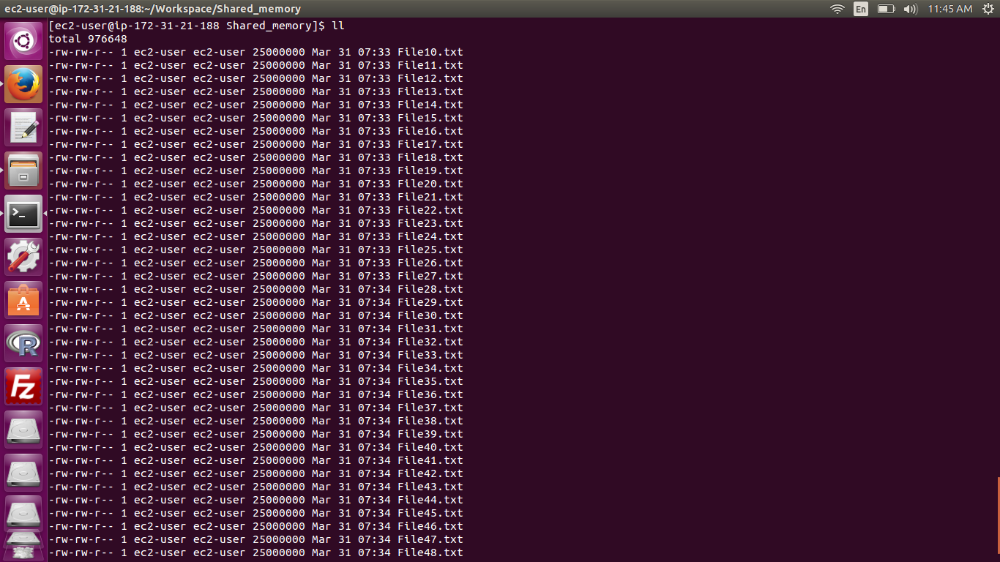 ec2-user@ip-172-31-21-188:~/Workspace/Shared_memory En 11:45 AM
[ec2-user@ip-172-31-21-188 Shared_memory]$ ll
total 976648
-rw-rw-r-- 1 ec2-user ec2-user 25000000 Mar 31 07:33 File10.txt
-rw-rw-r-- 1 ec2-user ec2-user 25000000 Mar 31 07:33 File11.txt
-rw-rw-r-- 1 ec2-user ec2-user 25000000 Mar 31 07:33 File12.txt
-rw-rw-r-- 1 ec2-user ec2-user 25000000 Mar 31 07:33 File13.txt
-rw-rw-r-- 1 ec2-user ec2-user 25000000 Mar 31 07:33 File14.txt
-rw-rw-r-- 1 ec2-user ec2-user 25000000 Mar 31 07:33 File15.txt
-rw-rw-r-- 1 ec2-user ec2-user 25000000 Mar 31 07:33 File16.txt
-rw-rw-r-- 1 ec2-user ec2-user 25000000 Mar 31 07:33 File17.txt
-rw-rw-r-- 1 ec2-user ec2-user 25000000 Mar 31 07:33 File18.txt
-rw-rw-r-- 1 ec2-user ec2-user 25000000 Mar 31 07:33 File19.txt
-rw-rw-r-- 1 ec2-user ec2-user 25000000 Mar 31 07:33 File20.txt
-rw-rw-r-- 1 ec2-user ec2-user 25000000 Mar 31 07:33 File21.txt
-rw-rw-r-- 1 ec2-user ec2-user 25000000 Mar 31 07:33 File22.txt
-rw-rw-r-- 1 ec2-user ec2-user 25000000 Mar 31 07:33 File23.txt
-rw-rw-r-- 1 ec2-user ec2-user 25000000 Mar 31 07:33 File24.txt
-rw-rw-r-- 1 ec2-user ec2-user 25000000 Mar 31 07:33 File25.txt
-rw-rw-r-- 1 ec2-user ec2-user 25000000 Mar 31 07:33 File26.txt
-rw-rw-r-- 1 ec2-user ec2-user 25000000 Mar 31 07:33 File27.txt
-rw-rw-r-- 1 ec2-user ec2-user 25000000 Mar 31 07:34 File28.txt
-rw-rw-r-- 1 ec2-user ec2-user 25000000 Mar 31 07:34 File29.txt
-rw-rw-r-- 1 ec2-user ec2-user 25000000 Mar 31 07:34 File30.txt
-rw-rw-r-- 1 ec2-user ec2-user 25000000 Mar 31 07:34 File31.txt
-rw-rw-r-- 1 ec2-user ec2-user 25000000 Mar 31 07:34 File32.txt
-rw-rw-r-- 1 ec2-user ec2-user 25000000 Mar 31 07:34 File33.txt
-rw-rw-r-- 1 ec2-user ec2-user 25000000 Mar 31 07:34 File34.txt
-rw-rw-r-- 1 ec2-user ec2-user 25000000 Mar 31 07:34 File35.txt
-rw-rw-r-- 1 ec2-user ec2-user 25000000 Mar 31 07:34 File36.txt
-rw-rw-r-- 1 ec2-user ec2-user 25000000 Mar 31 07:34 File37.txt
-rw-rw-r-- 1 ec2-user ec2-user 25000000 Mar 31 07:34 File38.txt
-rw-rw-r-- 1 ec2-user ec2-user 25000000 Mar 31 07:34 File39.txt
-rw-rw-r-- 1 ec2-user ec2-user 25000000 Mar 31 07:34 File40.txt
-rw-rw-r-- 1 ec2-user ec2-user 25000000 Mar 31 07:34 File41.txt
-rw-rw-r-- 1 ec2-user ec2-user 25000000 Mar 31 07:34 File42.txt
-rw-rw-r-- 1 ec2-user ec2-user 25000000 Mar 31 07:34 File43.txt
-rw-rw-r-- 1 ec2-user ec2-user 25000000 Mar 31 07:34 File44.txt
-rw-rw-r-- 1 ec2-user ec2-user 25000000 Mar 31 07:34 File45.txt
-rw-rw-r-- 1 ec2-user ec2-user 25000000 Mar 31 07:34 File46.txt
-rw-rw-r-- 1 ec2-user ec2-user 25000000 Mar 31 07:34 File47.txt
-rw-rw-r-- 1 ec2-user ec2-user 25000000 Mar 31 07:34 File48.txt